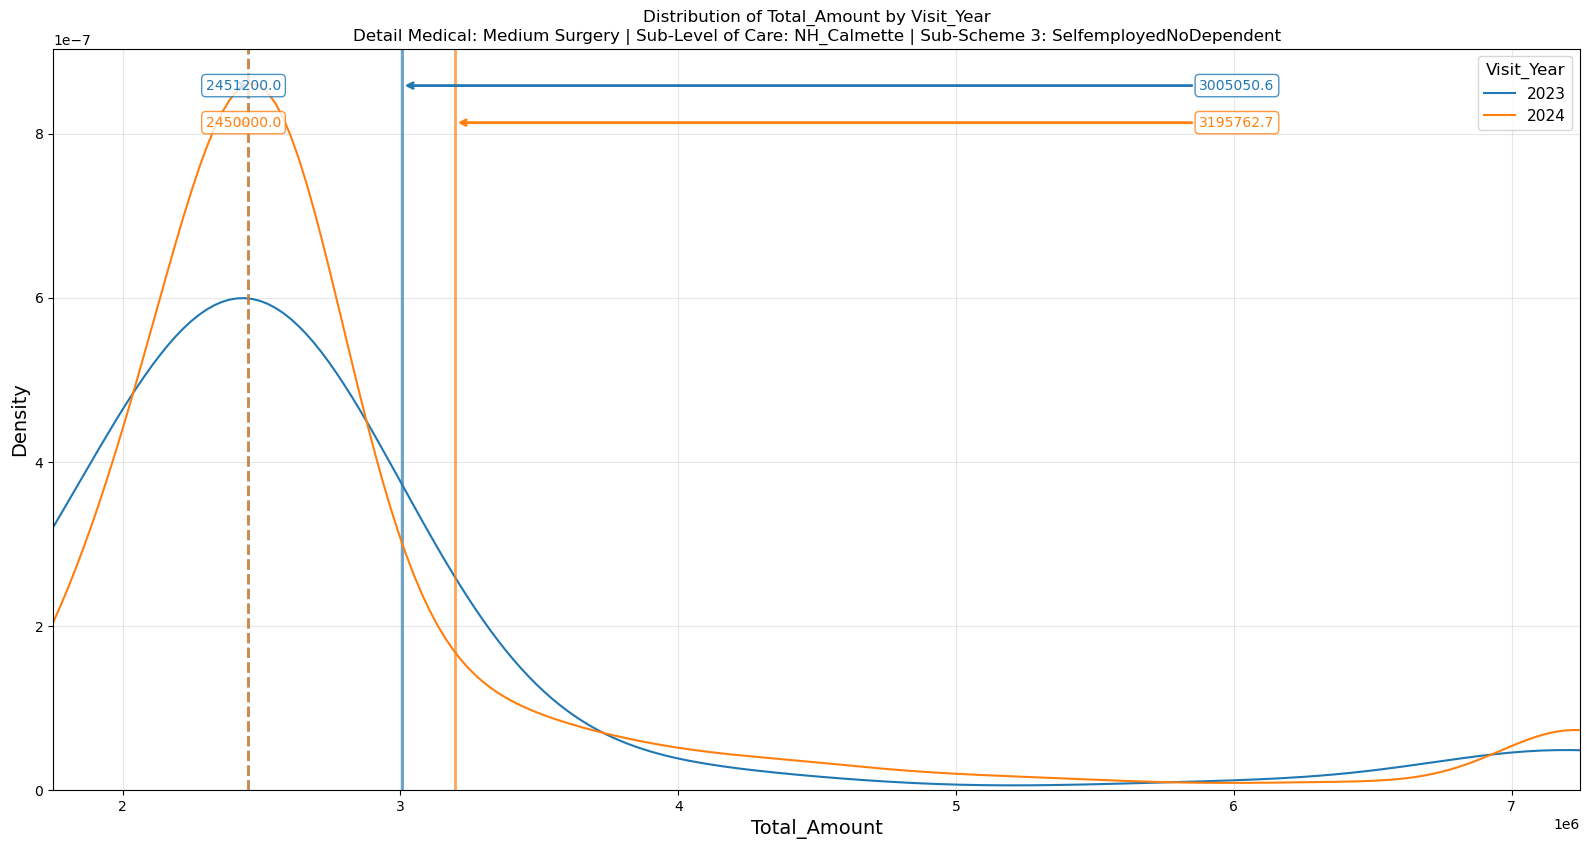 Distribution of Total_Amount by Visit_Year
Detail Medical: Medium Surgery | Sub-Level of Care: NH_Calmette | Sub-Scheme 3: SelfemployedNoDependent
1e−7
2451200.0
3005050.6
2450000.0
3195762.7
Visit_Year
2023
2024
8
6
4
2
0
Density
2
3
4
5
6
7
1e6
Total_Amount